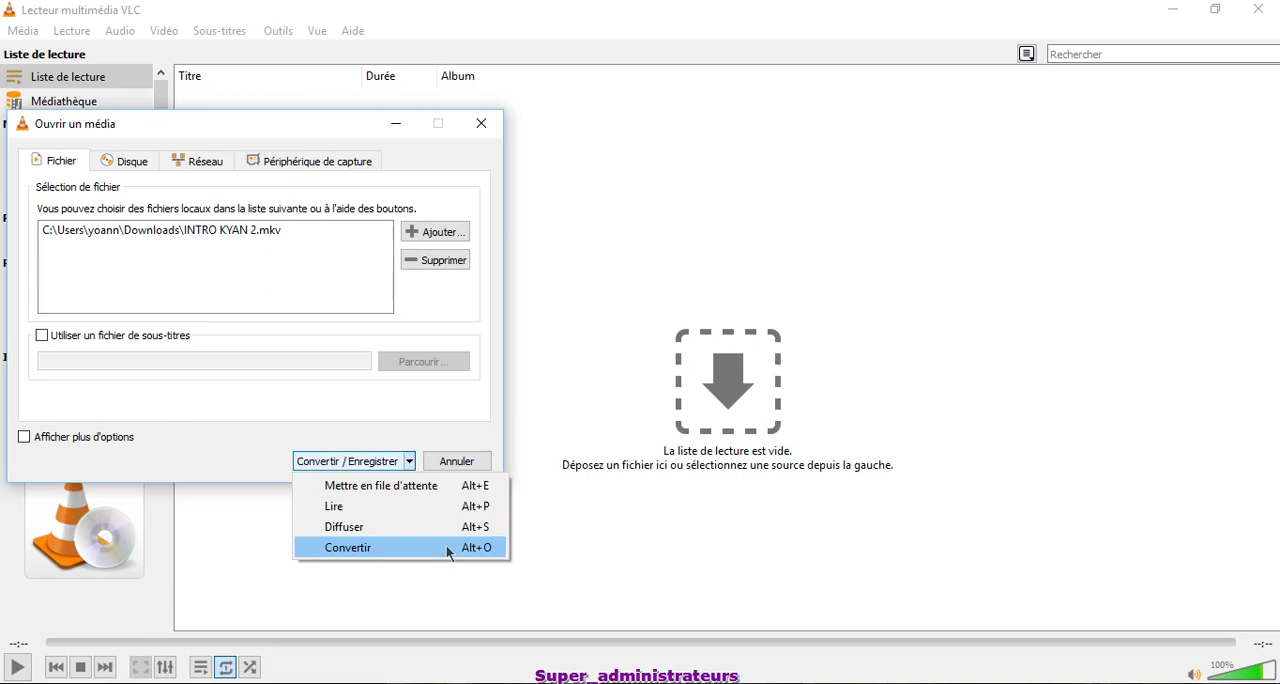 Lecteur multimédia VLC
Média Lecture Audio Vidéo Sous-titres Outils Vue Aide
Liste de lecture
Rechercher
Liste de lecture
Titre Durée Album
Médiathèque
Ouvrir un média
Fichier Disque Réseau Périphérique de capture
Sélection de fichier
Vous pouvez choisir des fichiers locaux dans la liste suivante ou à l'aide des boutons.
C:\Users\yoann\Downloads\INTRO KYAN 2.mkv
Ajouter...
Supprimer
Utiliser un fichier de sous-titres
Parcourir...
Afficher plus d'options
Convertir / Enregistrer Annuler
Mettre en file d'attente Alt+E
Lire Alt+P
Diffuser Alt+S
Convertir Alt+O
La liste de lecture est vide.
Déposez un fichier ici ou sélectionnez une source depuis la gauche.
--:-- --:--
100%
Super_administrateurs